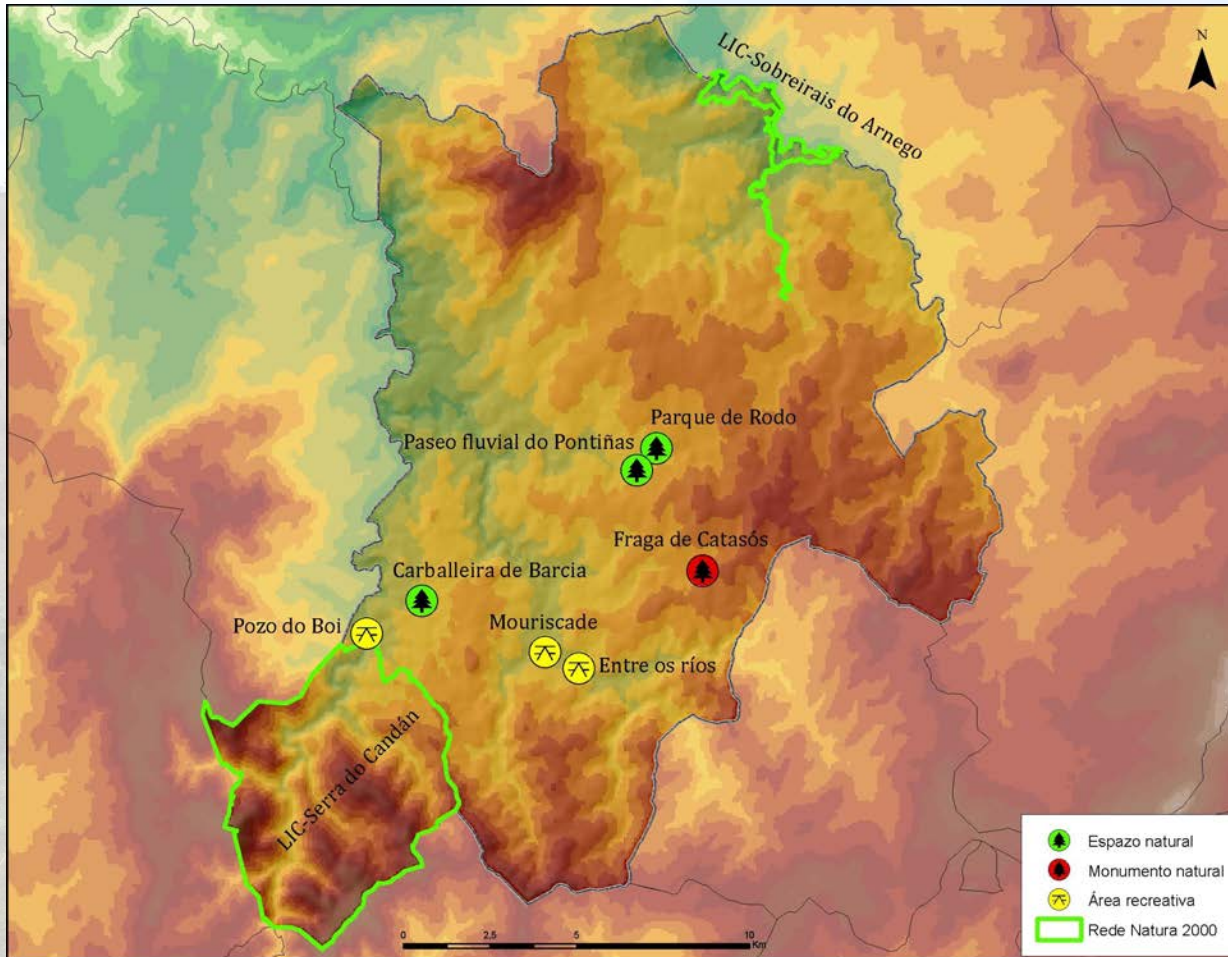 N
LIC-Sobreirais do Arnego
Parque de Rodo
Paseo fluvial do Pontiñas
Fraga de Catasós
Carballeira de Barcia
Pozo do Boi
Mouriscade
Entre os ríos
LIC-Serra do Candán
0 2,5 5 10
Km
Espazo natural
Monumento natural
Área recreativa
Rede Natura 2000